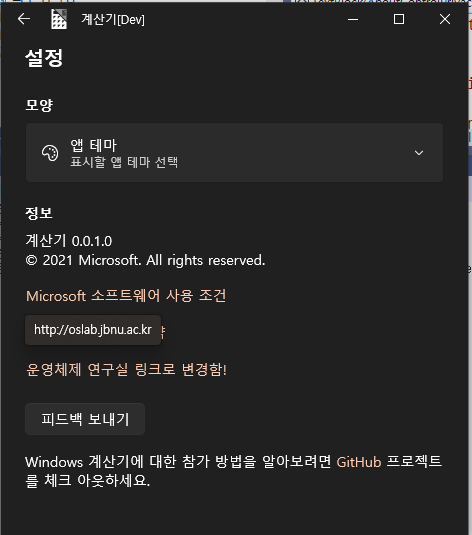 계산기[Dev]
설정
모양
앱 테마
표시할 앱 테마 선택
정보
계산기 0.0.1.0
© 2021 Microsoft. All rights reserved.
Microsoft 소프트웨어 사용 조건
http://oslab.jbnu.ac.kr
운영체제 연구실 링크로 변경함!
피드백 보내기
Windows 계산기에 대한 참가 방법을 알아보려면 GitHub 프로젝트
를 체크 아웃하세요.